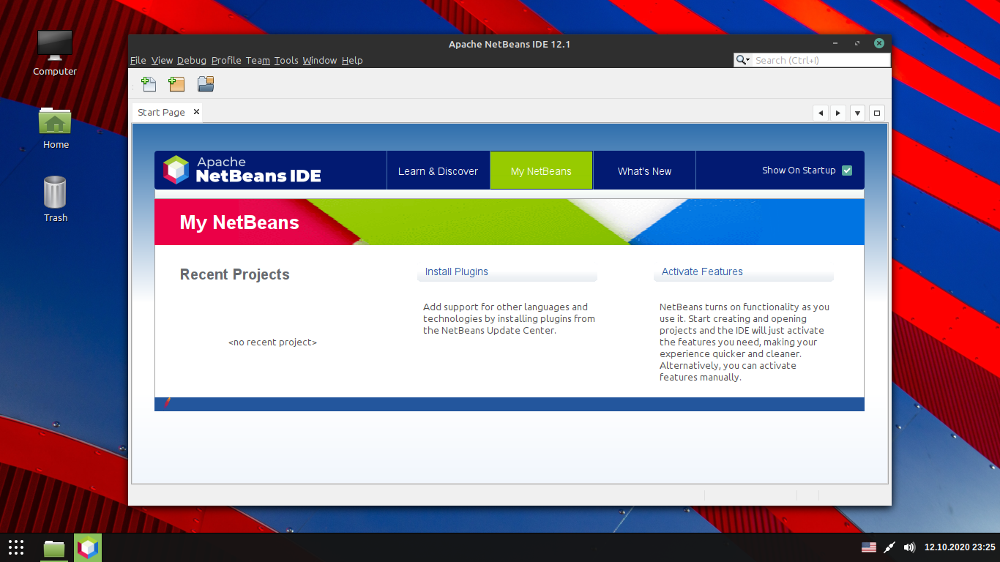 Computer
Home
Trash
Apache NetBeans IDE 12.1
File View Debug Profile Team Tools Window Help
Search (Ctrl+I)
Start Page
Apache
NetBeans IDE
Learn & Discover
My NetBeans
What's New
Show On Startup
My NetBeans
Recent Projects
<no recent project>
Install Plugins
Add support for other languages and
technologies by installing plugins from
the NetBeans Update Center.
Activate Features
NetBeans turns on functionality as you
use it. Start creating and opening
projects and the IDE will just activate
the features you need, making your
experience quicker and cleaner.
Alternatively, you can activate
features manually.
12.10.2020 23:25